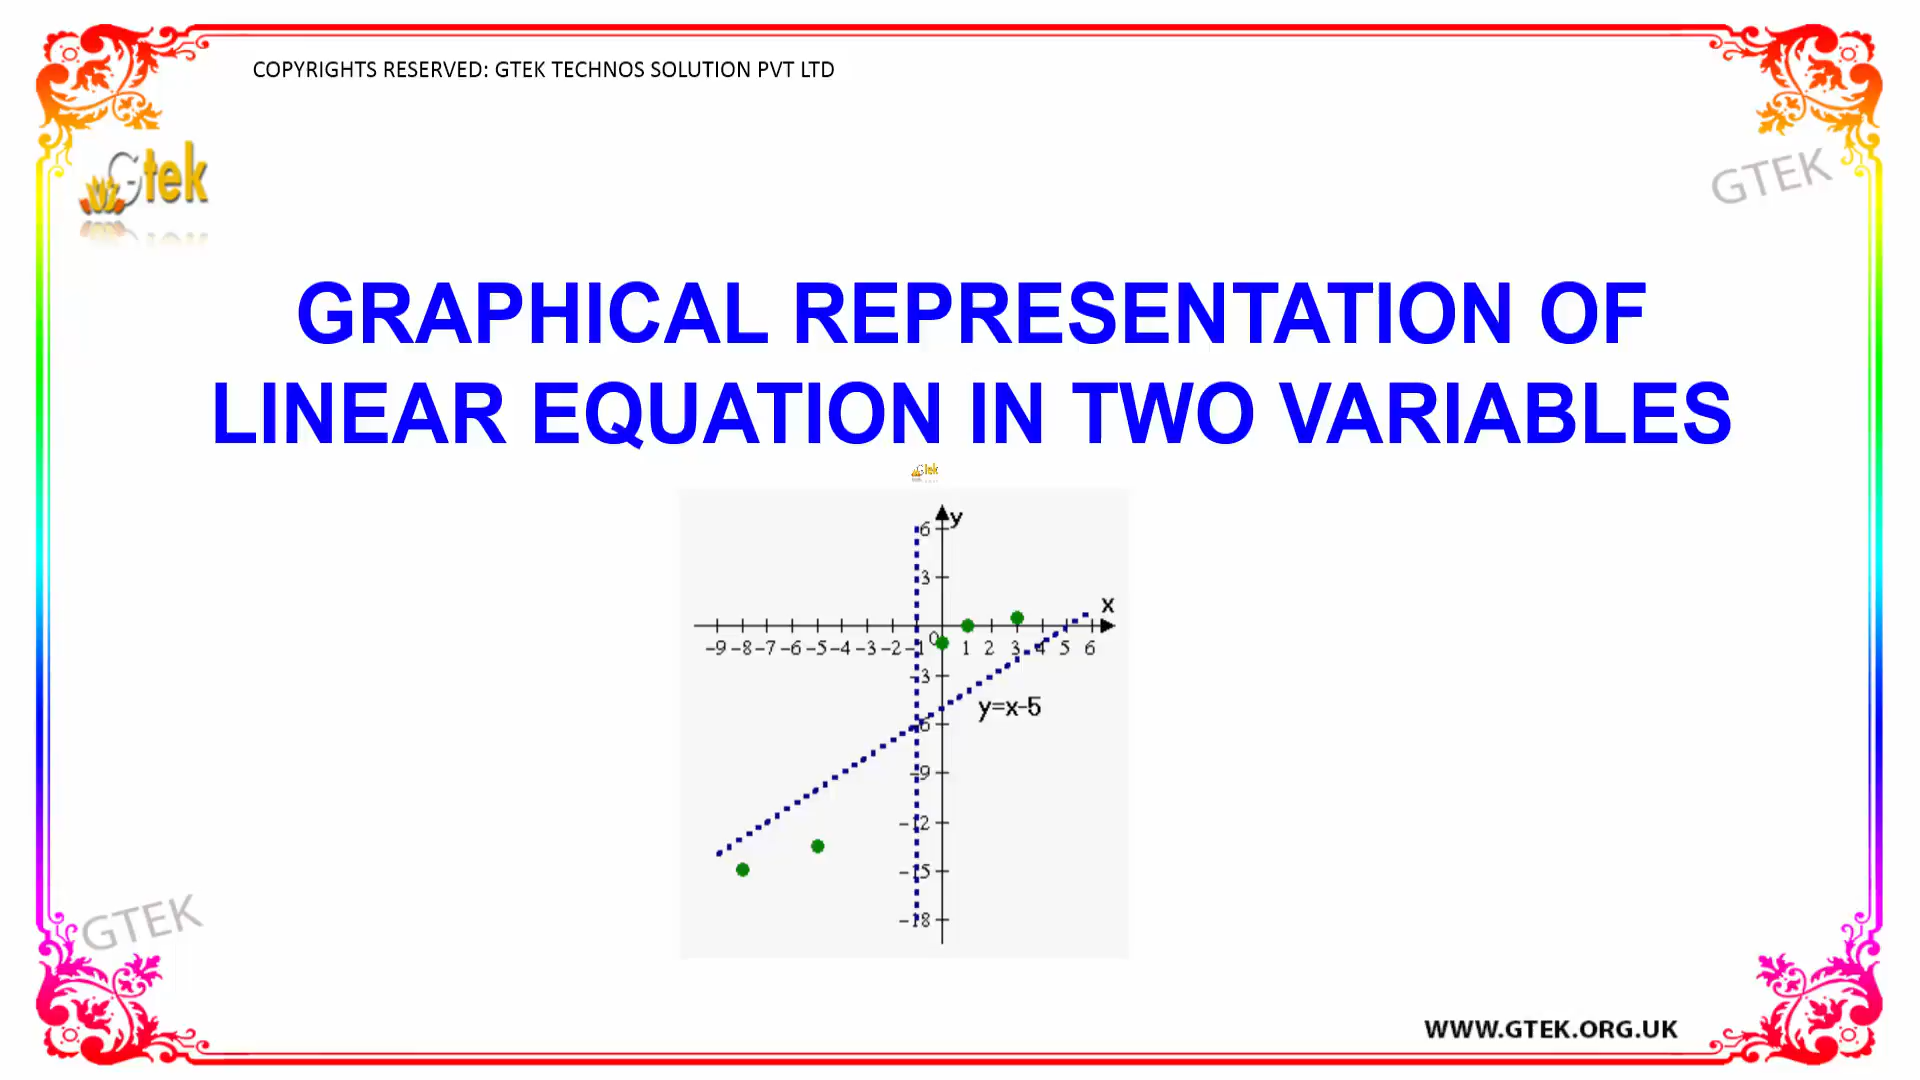 COPYRIGHTS RESERVED: GTEK TECHNOS SOLUTION PVT LTD
Gtek
GTEK
GRAPHICAL REPRESENTATION OF
LINEAR EQUATION IN TWO VARIABLES
Gtek
y
6
3
x
0
-9 -8 -7 -6 -5 -4 -3 -2 -1 1 2 3 4 5 6
-3
y=x-5
-6
-9
-12
-15
-18
GTEK
WWW.GTEK.ORG.UK